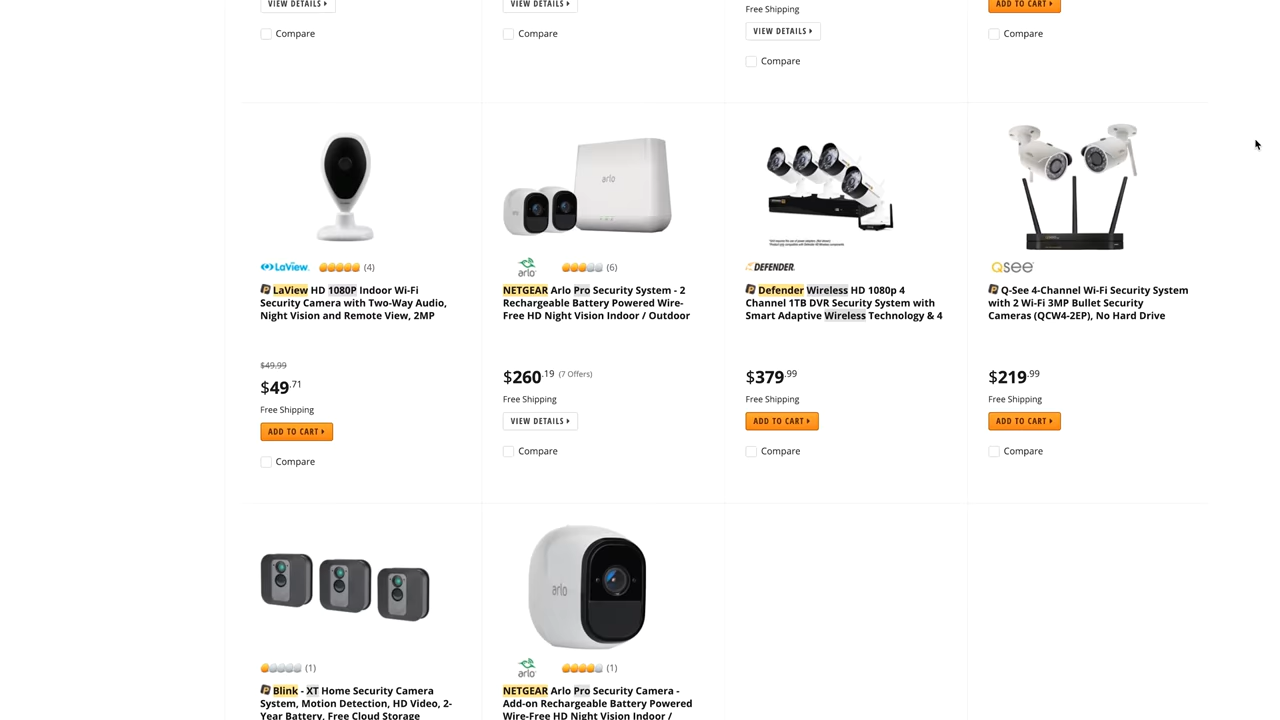 VIEW DETAILS
VIEW DETAILS
Free Shipping
ADD TO CART
Compare
Compare
VIEW DETAILS
Compare
Compare
arlo
LaView
(4)
arlo
(6)
DEFENDER
Q-See
LaView HD 1080P Indoor Wi-Fi
Security Camera with Two-Way Audio,
Night Vision and Remote View, 2MP
NETGEAR Arlo Pro Security System - 2
Rechargeable Battery Powered Wire-
Free HD Night Vision Indoor / Outdoor
Defender Wireless HD 1080p 4
Channel 1TB DVR Security System with
Smart Adaptive Wireless Technology & 4
Q-See 4-Channel Wi-Fi Security System
with 2 Wi-Fi 3MP Bullet Security
Cameras (QCW4-2EP), No Hard Drive
$49.99
$49.71
Free Shipping
ADD TO CART
Compare
$260.19 (7 Offers)
Free Shipping
VIEW DETAILS
Compare
$379.99
Free Shipping
ADD TO CART
Compare
$219.99
Free Shipping
ADD TO CART
Compare
arlo
(1)
arlo
(1)
Blink - XT Home Security Camera
System, Motion Detection, HD Video, 2-
Year Battery, Free Cloud Storage
NETGEAR Arlo Pro Security Camera -
Add-on Rechargeable Battery Powered
Wire-Free HD Night Vision Indoor /